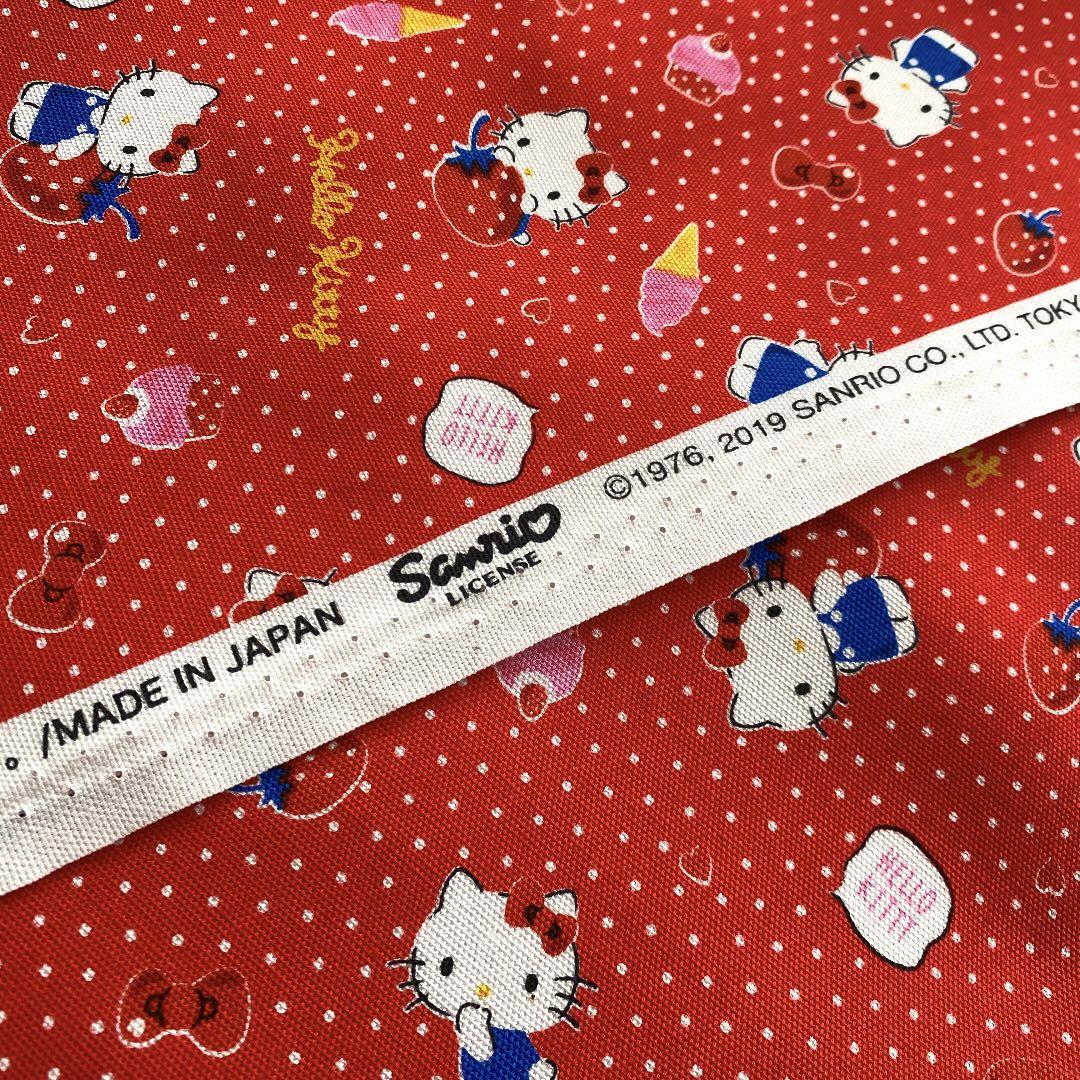 Hello Kitty
HELLO
KITTY
©1976, 2019 SANRIO CO., LTD. TOKY
Sanrio
LICENSE
。/MADE IN JAPAN
HELLO
KITTY